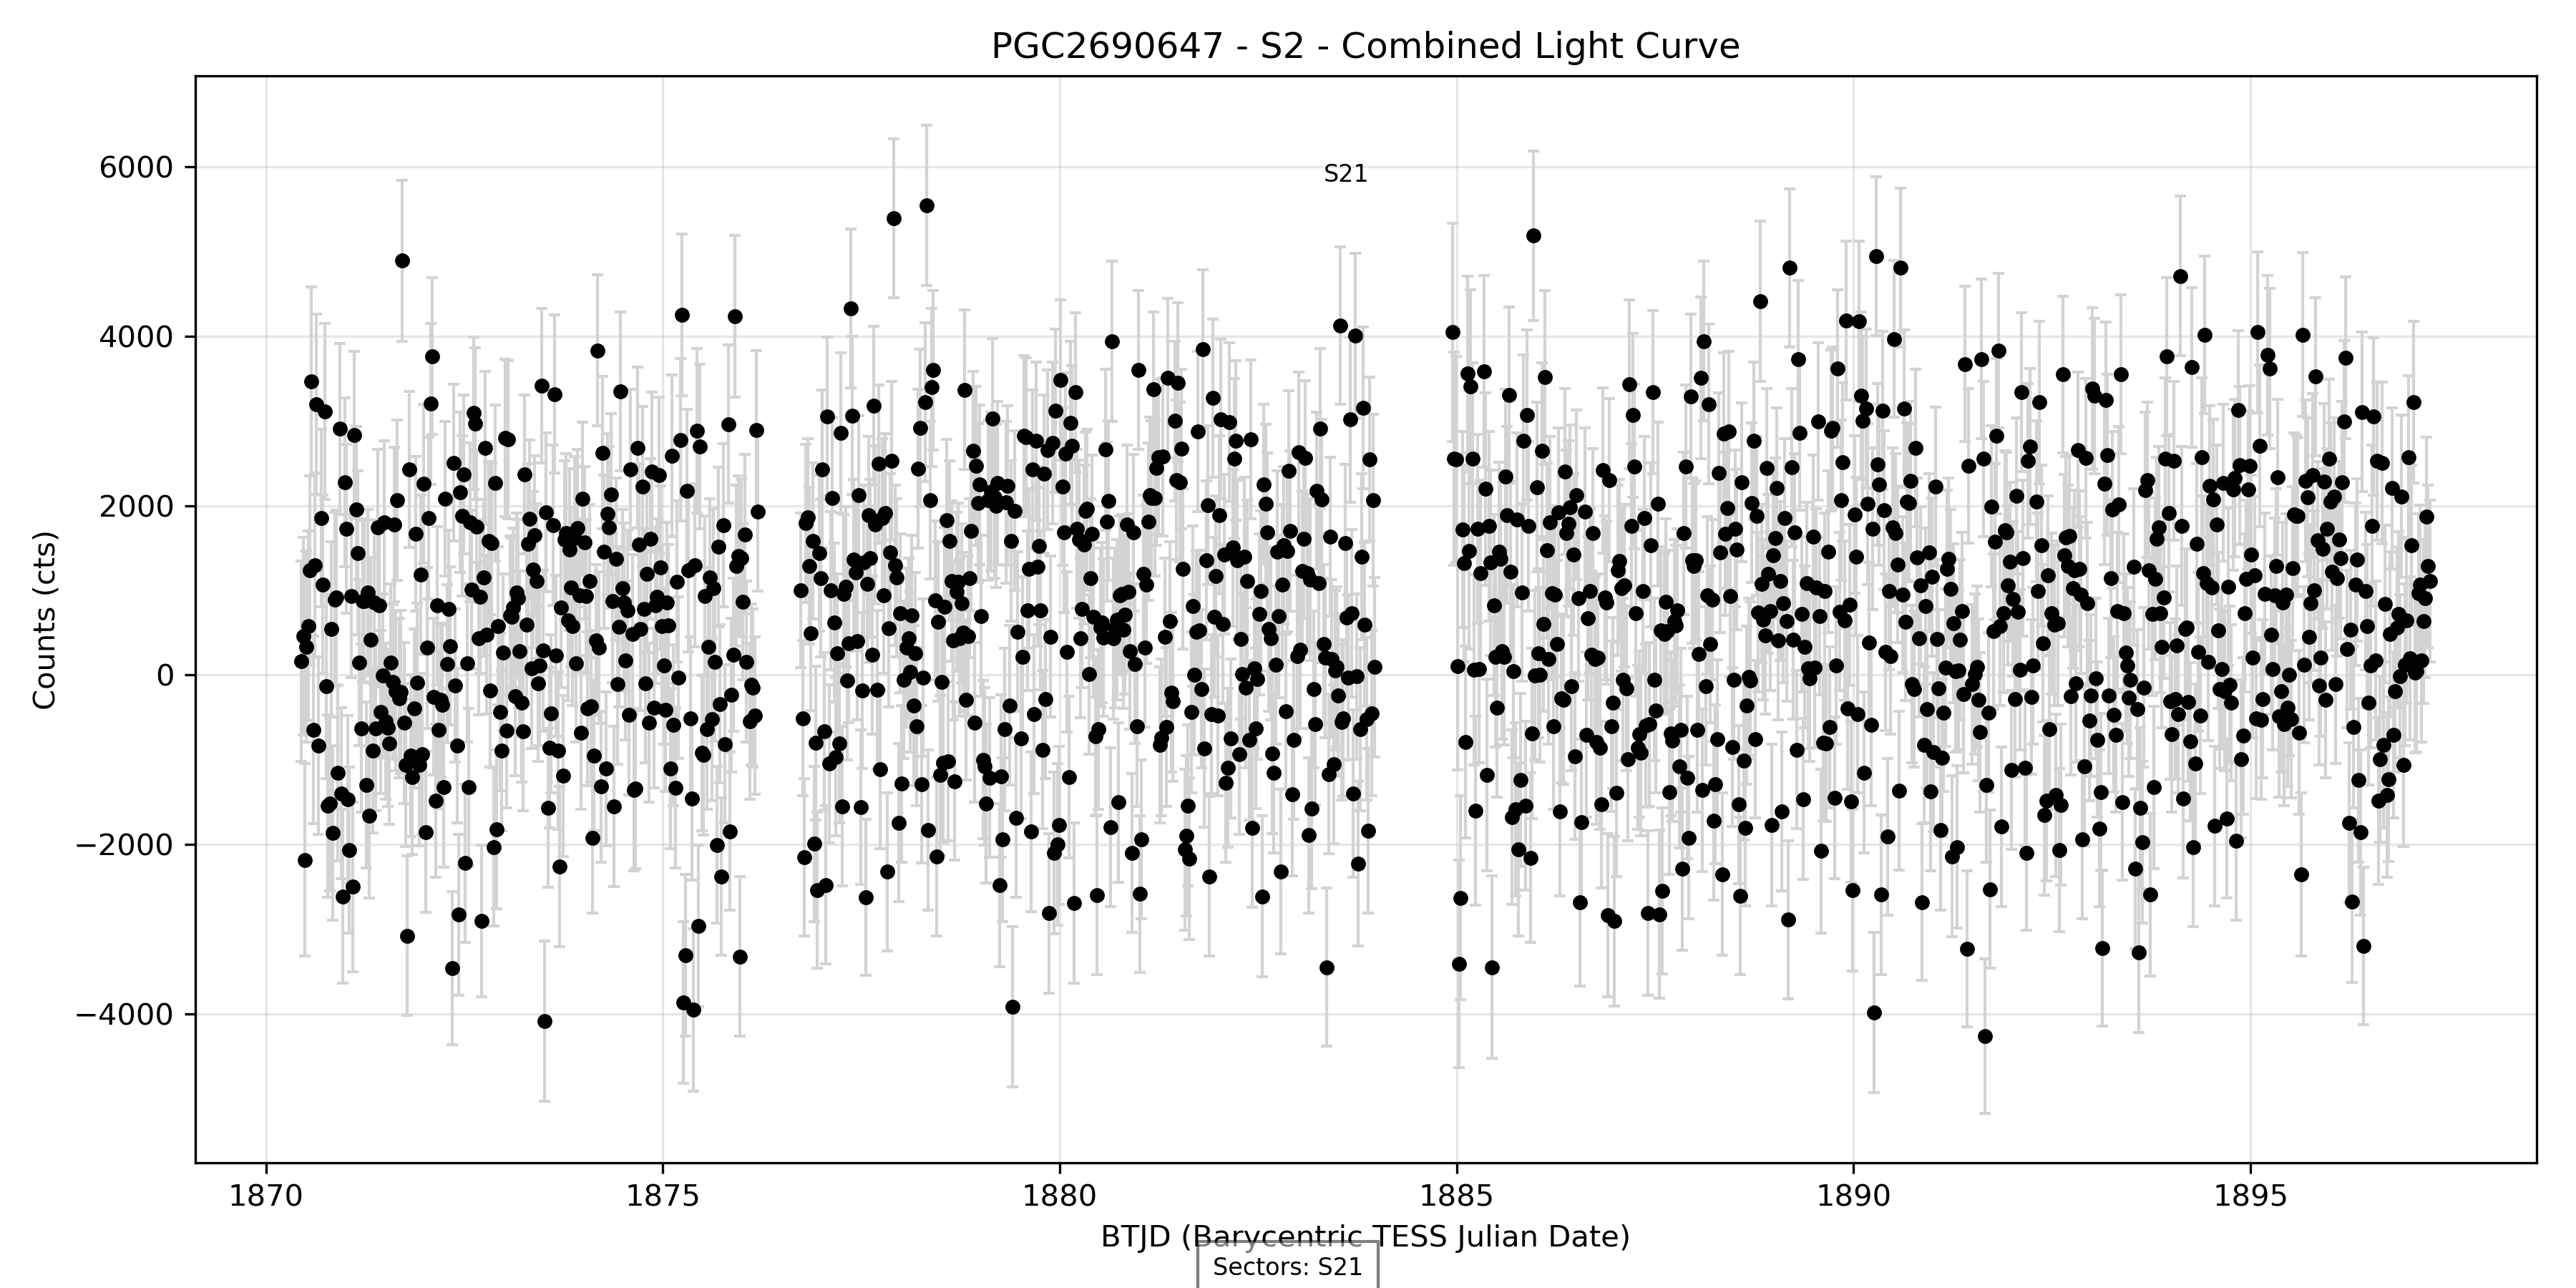 PGC2690647 - S2 - Combined Light Curve
6000
S21
4000
2000
0
−2000
−4000
Counts (cts)
1870
1875
1880
1885
1890
1895
BTJD (Barycentric TESS Julian Date)
Sectors: S21